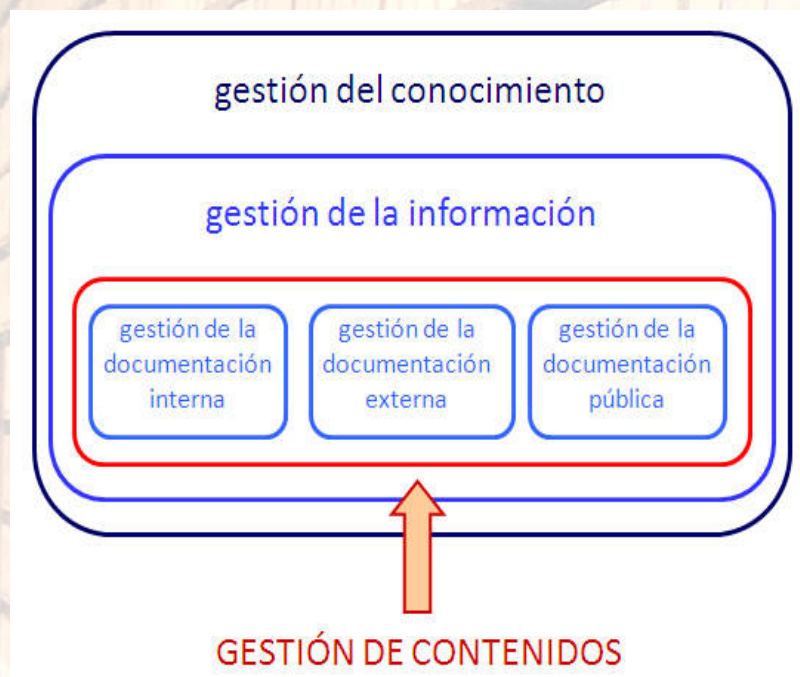 gestión del conocimiento
gestión de la información
gestión de la
documentación
interna
gestión de la
documentación
externa
gestión de la
documentación
pública
GESTIÓN DE CONTENIDOS